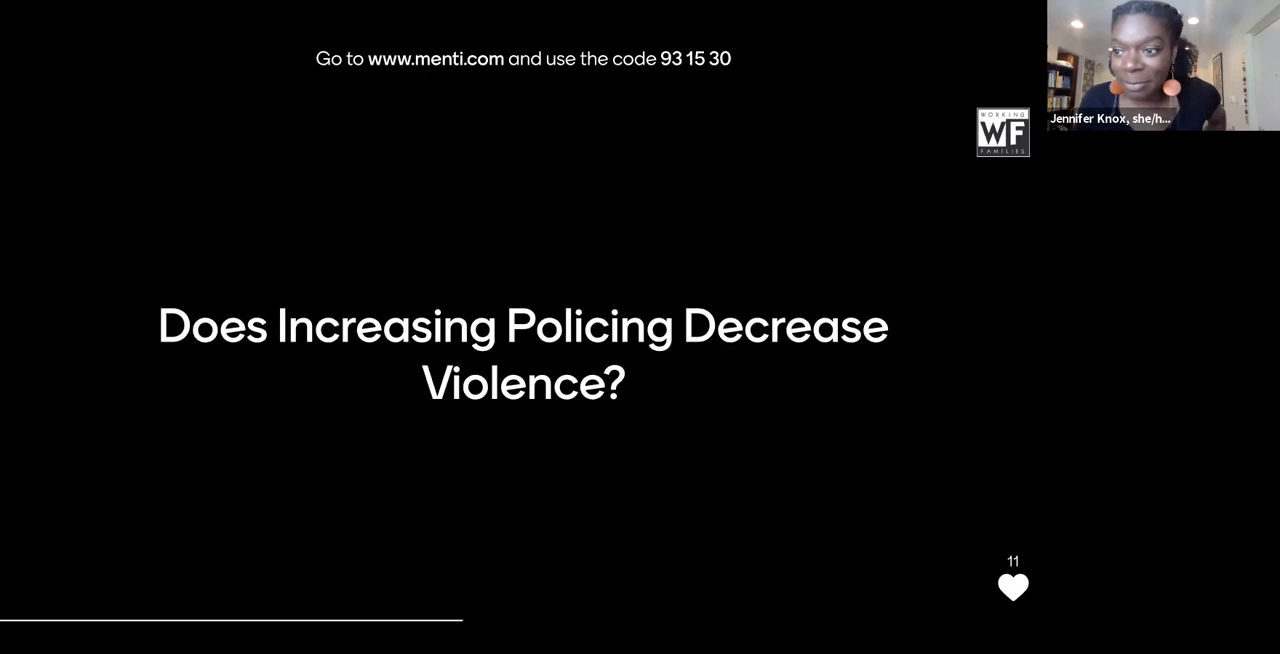 Go to www.menti.com and use the code 93 15 30
WORKING
WF
FAMILIES
Jennifer Knox, she/h...
Does Increasing Policing Decrease
Violence?
11